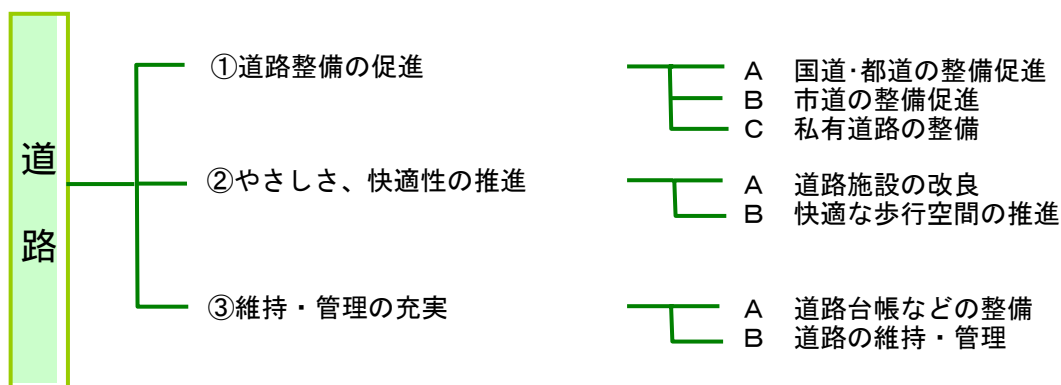 道路
①道路整備の促進
A 国道･都道の整備促進
B 市道の整備促進
C 私有道路の整備
②やさしさ、快適性の推進
A 道路施設の改良
B 快適な歩行空間の推進
③維持・管理の充実
A 道路台帳などの整備
B 道路の維持・管理